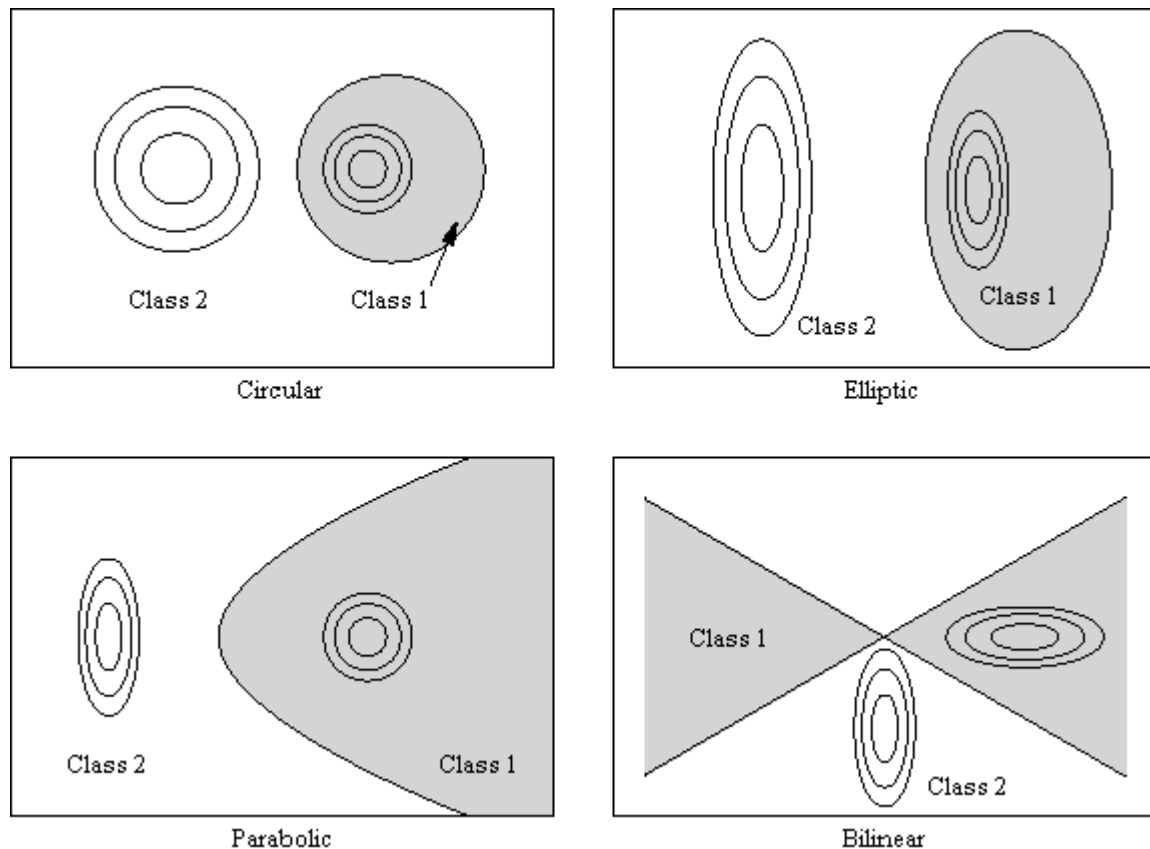 Class 2
Class 1
Circular
Class 1
Class 2
Elliptic
Class 2
Class 1
Parabolic
Class 1
Class 2
Bilinear